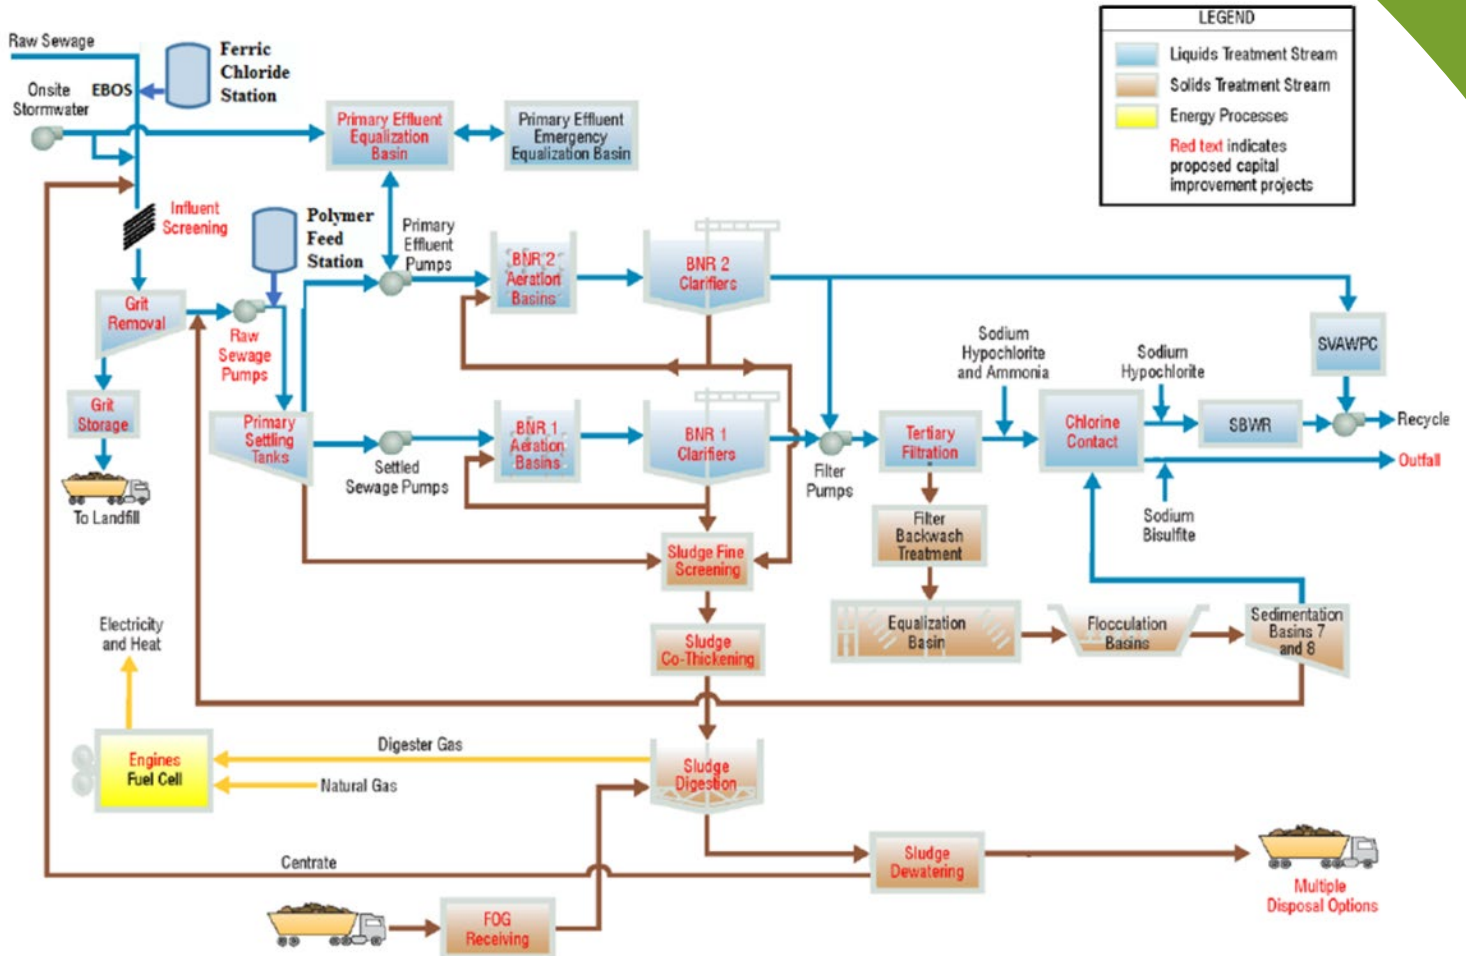 LEGEND
Liquids Treatment Stream
Solids Treatment Stream
Energy Processes
Red text indicates
proposed capital
improvement projects
Raw Sewage
Onsite
Stormwater
EBOS
Ferric
Chloride
Station
Primary Effluent
Equalization
Basin
Primary Effluent
Emergency
Equalization Basin
Influent
Screening
Polymer
Feed
Station
Primary
Effluent
Pumps
BNR 2
Aeration
Basins
BNR 2
Clarifiers
Grit
Removal
Raw
Sewage
Pumps
SVAWPC
Sodium
Hypochlorite
and Ammonia
Sodium
Hypochlorite
Grit
Storage
Primary
Settling
Tanks
Settled
Sewage Pumps
BNR 1
Aeration
Basins
BNR 1
Clarifiers
Filter
Pumps
Tertiary
Filtration
Chlorine
Contact
SBWR
Recycle
Outfall
To Landfill
Sodium
Bisulfite
Filter
Backwash
Treatment
Sludge Fine
Screening
Equalization
Basin
Flocculation
Basins
Sedimentation
Basins 7
and 8
Electricity
and Heat
Sludge
Co-Thickening
Engines
Fuel Cell
Digester Gas
Natural Gas
Sludge
Digestion
Centrate
Sludge
Dewatering
Multiple
Disposal Options
FOG
Receiving